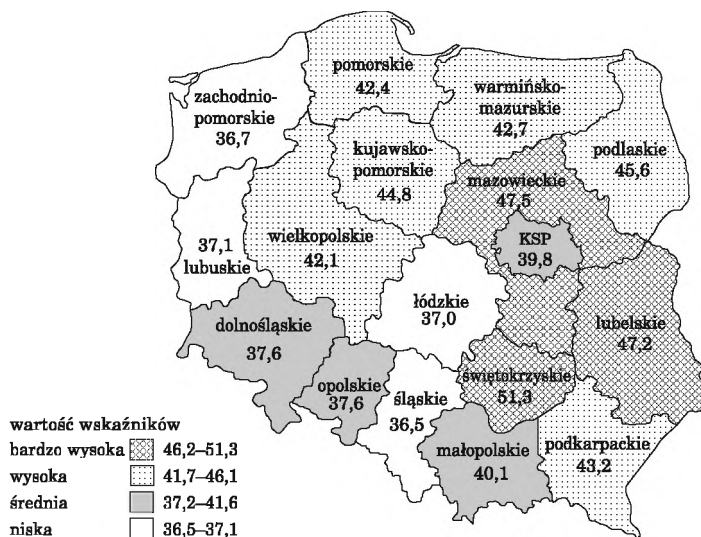 pomorskie
42,4
warmińsko-
mazurskie
42,7
zachodnio-
pomorskie
36,7
kujawsko-
pomorskie
44,8
podlaskie
45,6
mazowieckie
47,5
KSP
39,8
37,1
lubuskie
wielkopolskie
42,1
łódzkie
37,0
dolnośląskie
37,6
lubelskie
47,2
opolskie
37,6
śląskie
36,5
świętokrzyskie
51,3
małopolskie
40,1
podkarpackie
43,2
wartość wskaźników
bardzo wysoka 46,2–51,3
wysoka 41,7–46,1
średnia 37,2–41,6
niska 36,5–37,1